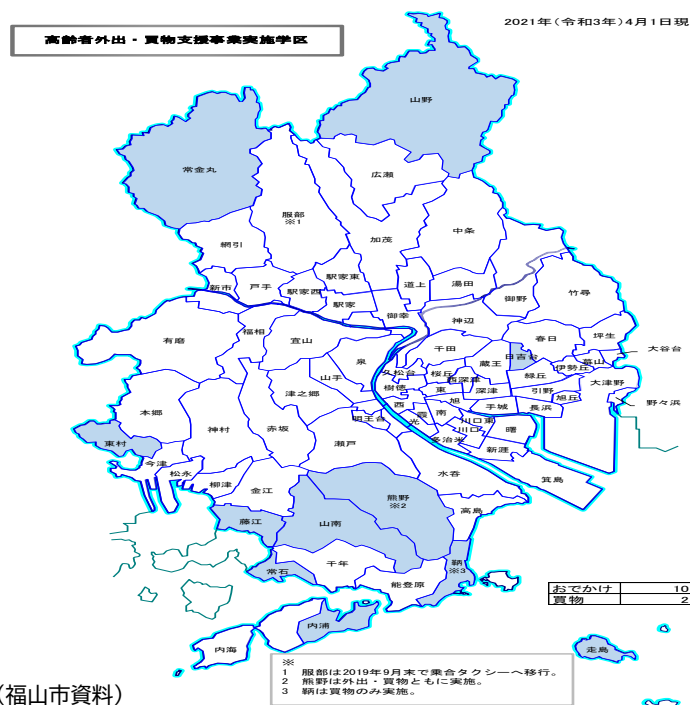 高齢者外出・買物支援事業実施学区
2021年(令和3年)4月1日現
山野
常金丸
広瀬
服部
※1
中条
加茂
網引
駅家東
新市
戸手
駅家西
道上
湯田
竹尋
御野
駅家
御幸
神辺
有磨
福相
宜山
千田
春日
坪生
泉
日吉台
大谷台
久松台
桜丘
蔵王
伊勢丘
幕山
山手
西深津
緑丘
樹徳
東
深津
引野
大津野
津之郷
旭
旭丘
野々浜
本郷
西
霞
南
手城
長浜
神村
赤坂
明王台
光
川口東
川口
曙
東村
瀬戸
多治米
新涯
今津
松永
水呑
箕島
柳津
金江
熊野
※2
高島
藤江
山南
千年
鞆
※3
常石
能登原
おでかけ 10
買物 2
内浦
内海
走島
※
1 服部は2019年9月末で乗合タクシーへ移行。
2 熊野は外出・買物ともに実施。
3 鞆は買物のみ実施。
(福山市資料)